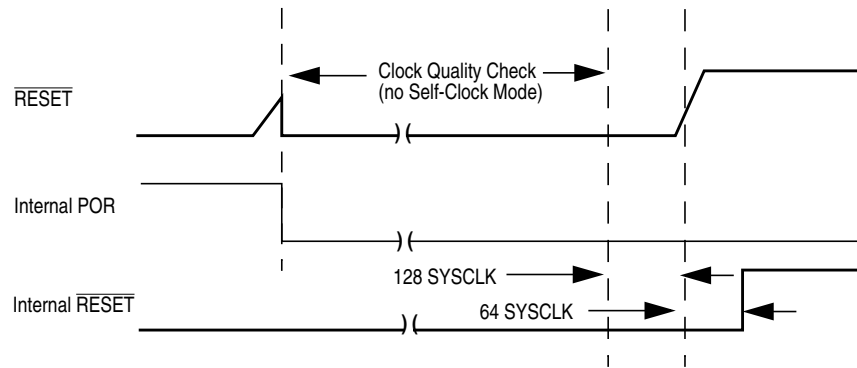 Clock Quality Check
(no Self-Clock Mode)
RESET
Internal POR
128 SYSCLK
Internal RESET
64 SYSCLK